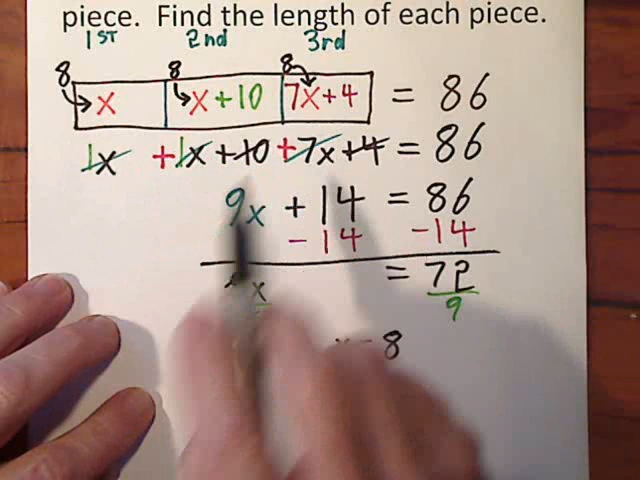 piece. Find the length of each piece.
1ST 2nd 3rd
8 8 8
x x +10 7x+4 = 86
1x +1x +10 +7x +4 = 86
9x + 14 = 86
- 14 -14
x = 72
9
= 8